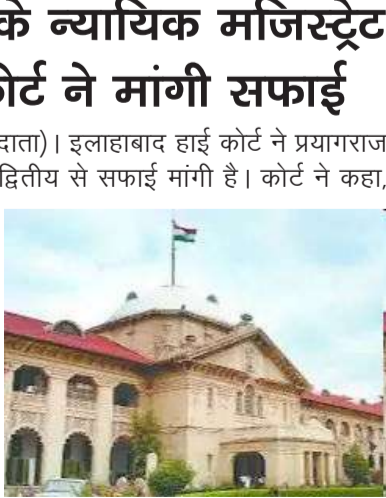 के न्यायिक मजिस्ट्रेट
कोर्ट ने मांगी सफाई
दाता)। इलाहाबाद हाई कोर्ट ने प्रयागराज
द्वितीय से सफाई मांगी है। कोर्ट ने कहा,